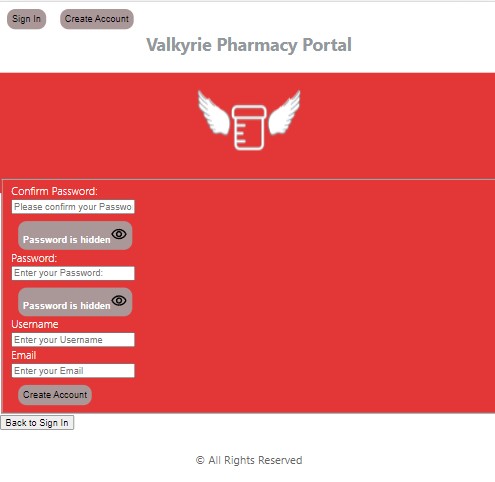 Sign In
Create Account
Valkyrie Pharmacy Portal
Confirm Password:
Please confirm your Passwo
Password is hidden
Password:
Enter your Password:
Password is hidden
Username
Enter your Username
Email
Enter your Email
Create Account
Back to Sign In
© All Rights Reserved